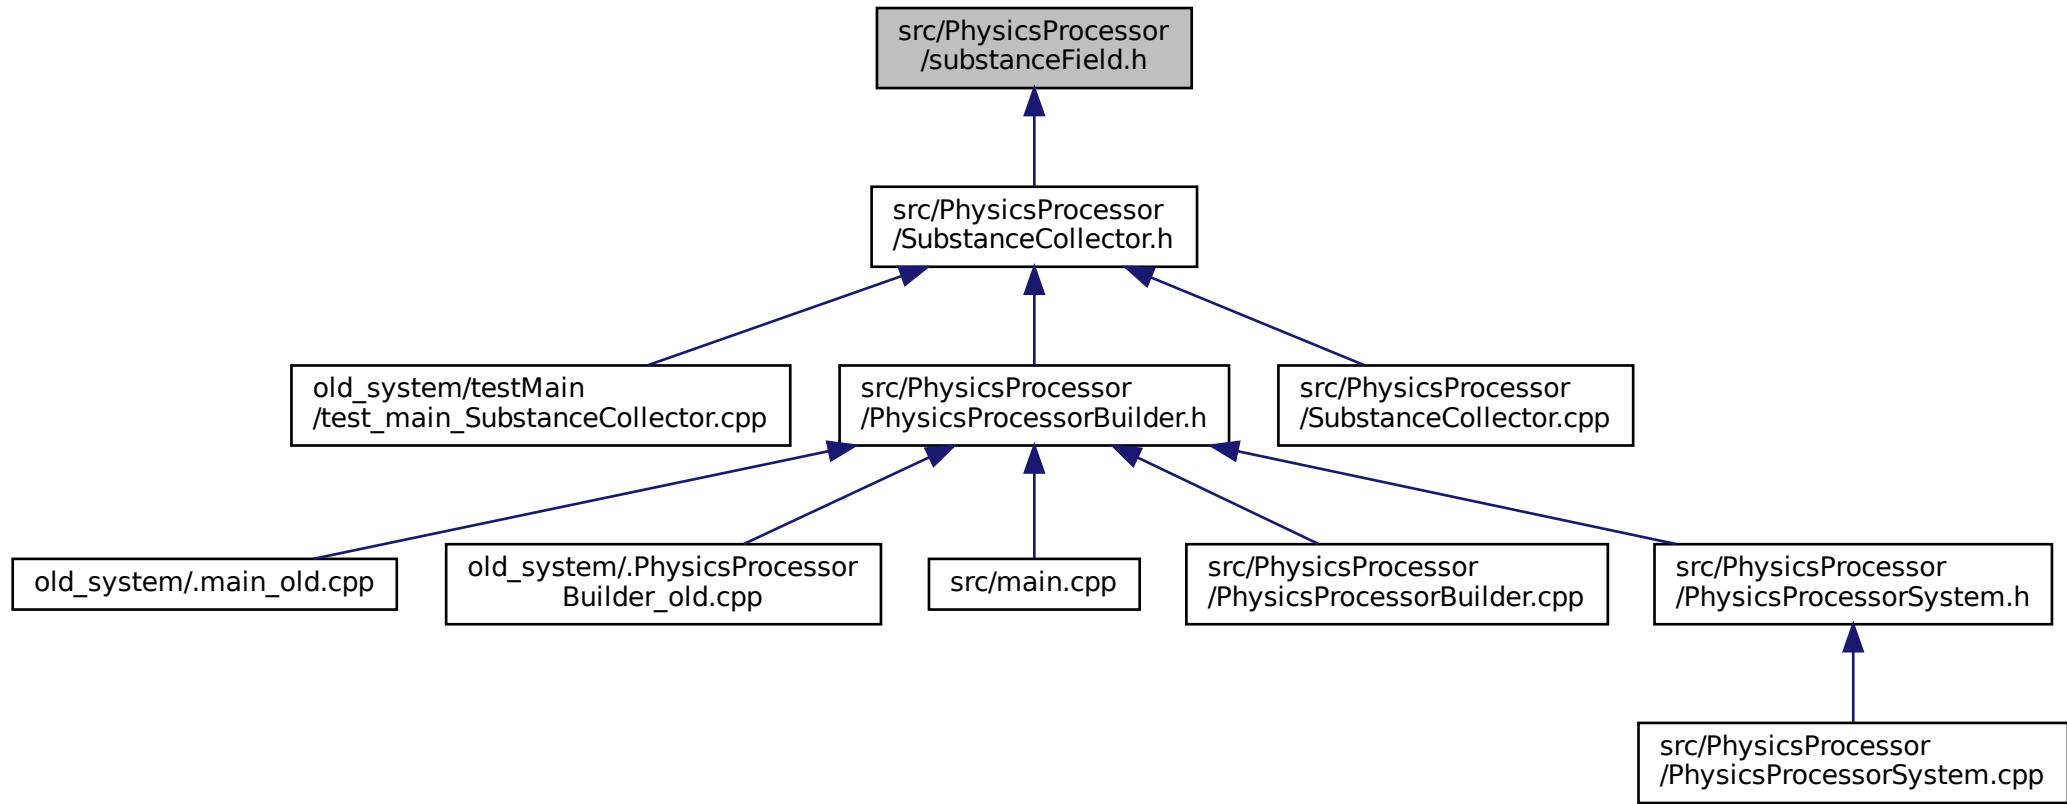 src/PhysicsProcessor
/substanceField.h
src/PhysicsProcessor
/SubstanceCollector.h
old_system/testMain
/test_main_SubstanceCollector.cpp
src/PhysicsProcessor
/PhysicsProcessorBuilder.h
src/PhysicsProcessor
/SubstanceCollector.cpp
old_system/.main_old.cpp
old_system/.PhysicsProcessor
Builder_old.cpp
src/main.cpp
src/PhysicsProcessor
/PhysicsProcessorBuilder.cpp
src/PhysicsProcessor
/PhysicsProcessorSystem.h
src/PhysicsProcessor
/PhysicsProcessorSystem.cpp